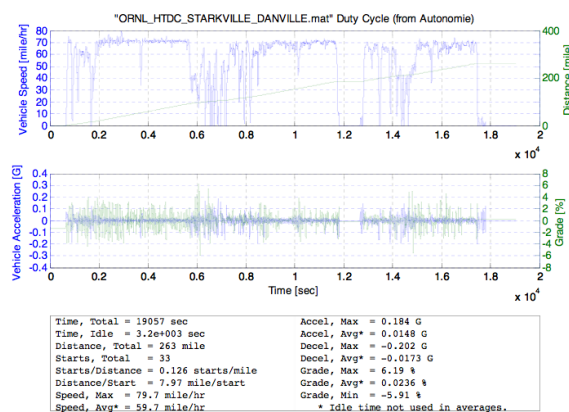 "ORNL_HTDC_STARKVILLE_DANVILLE.mat" Duty Cycle (from Autonomie)
Vehicle Speed [mile/hr]
80
70
60
50
40
30
20
10
0
400
200
0
Distance [mile]
0 0.2 0.4 0.6 0.8 1 1.2 1.4 1.6 1.8 2
x 10^4
Vehicle Acceleration [G]
0.4
0.3
0.2
0.1
0
-0.1
-0.2
-0.3
-0.4
8
6
4
2
0
-2
-4
-6
-8
Grade [%]
0 0.2 0.4 0.6 0.8 1 1.2 1.4 1.6 1.8 2
Time [sec]
x 10^4
Time, Total = 19057 sec
Time, Idle = 3.2e+003 sec
Distance, Total = 263 mile
Starts, Total = 33
Starts/Distance = 0.126 starts/mile
Distance/Start = 7.97 mile/start
Speed, Max = 79.7 mile/hr
Speed, Avg* = 59.7 mile/hr
Accel, Max = 0.184 G
Accel, Avg* = 0.0148 G
Decel, Max = -0.202 G
Decel, Avg* = -0.0173 G
Grade, Max = 6.19 %
Grade, Avg* = 0.0236 %
Grade, Min = -5.91 %
* Idle time not used in averages.